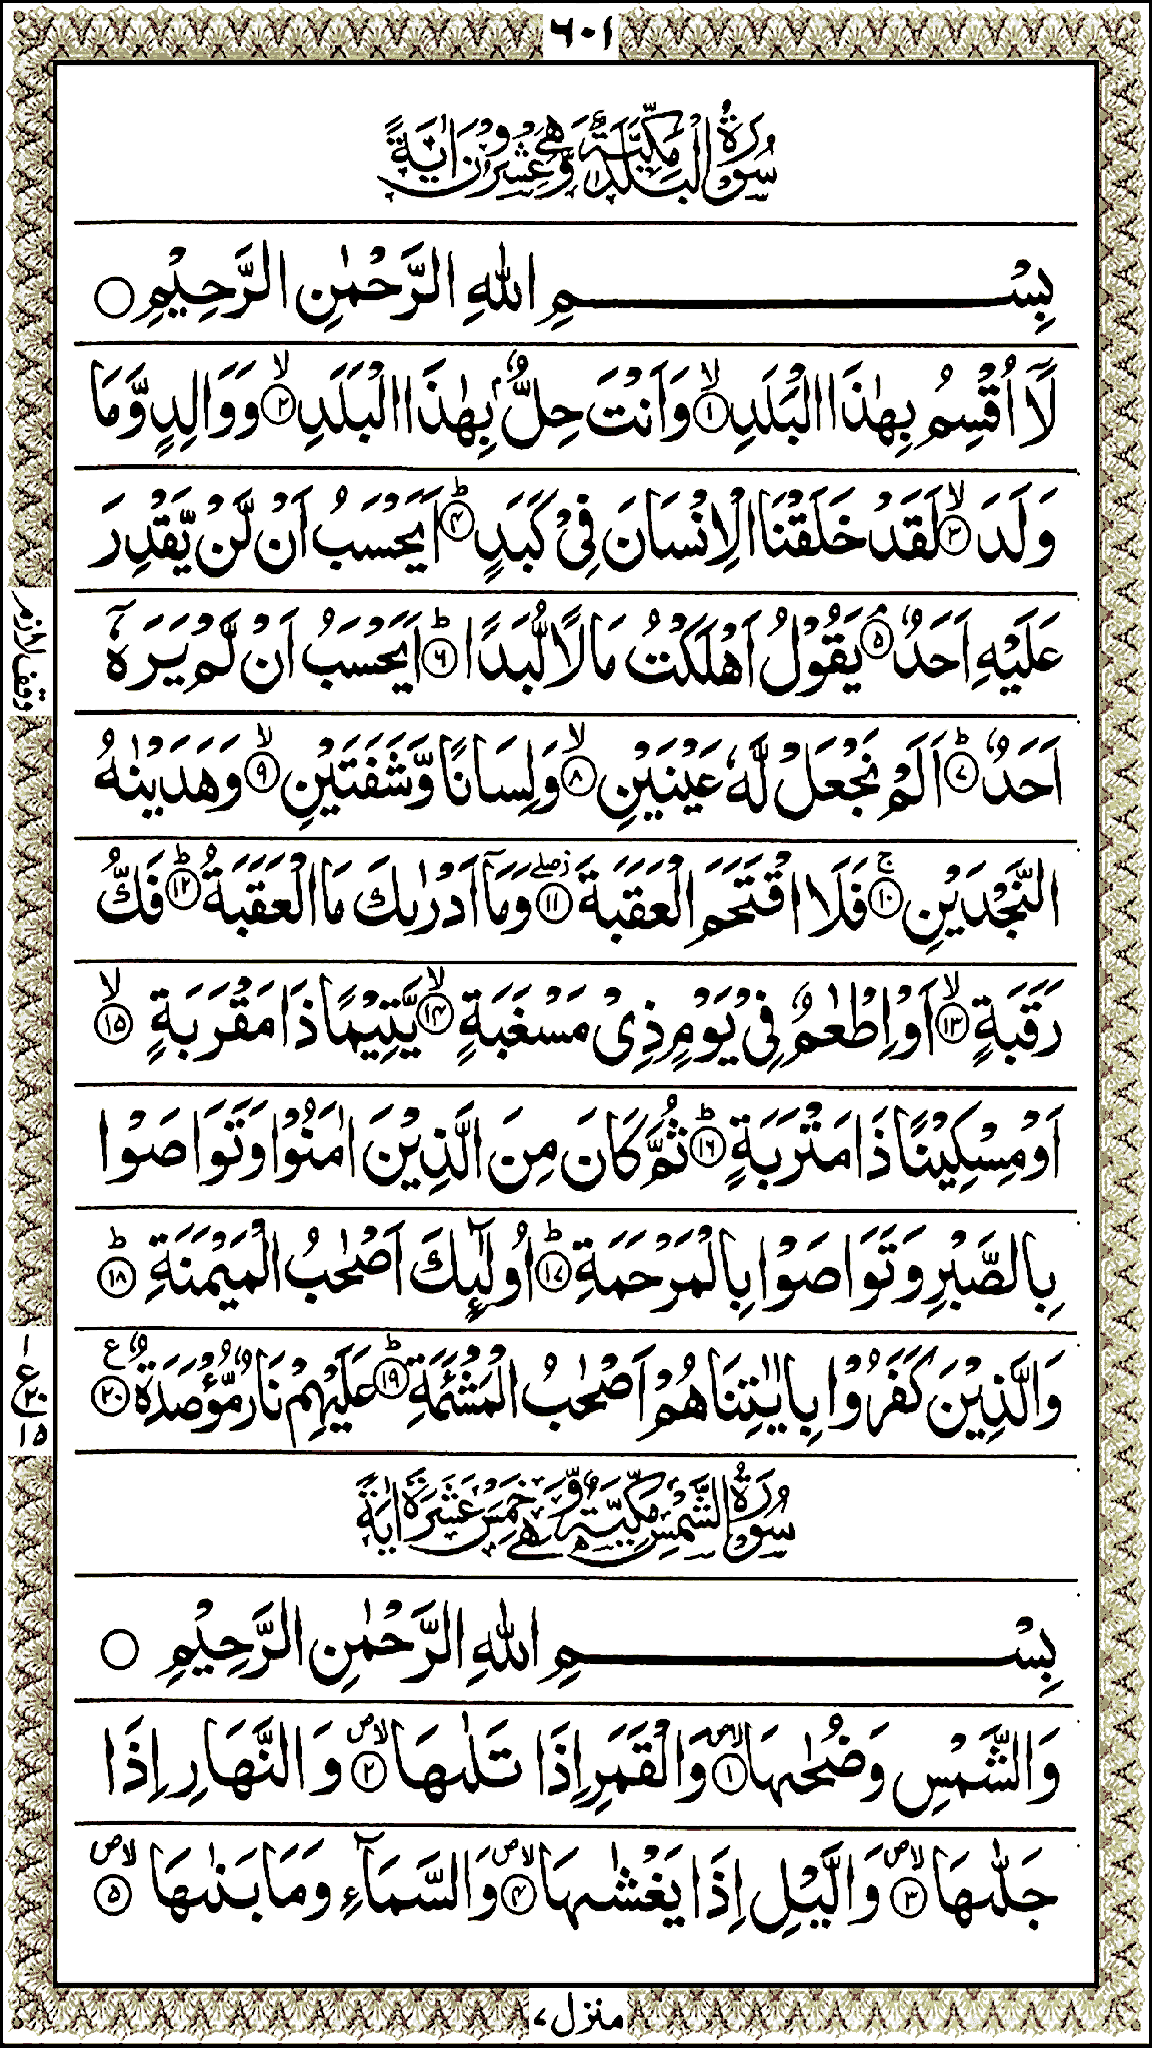 ٦٠١
سُوْرَةُ الْبَلَدِ مَكِّيَّةٌ وَّهِيَ عِشْرُوْنَ اٰيَةً
بِسْمِ اللّٰهِ الرَّحْمٰنِ الرَّحِيْمِ ○
لَاۤ اُقْسِمُ بِهٰذَا الْبَلَدِ ۙ﴿١﴾ وَاَنْتَ حِلٌّۢ بِهٰذَا الْبَلَدِ ۙ﴿٢﴾ وَوَالِدٍ وَّمَا
وَلَدَ ۙ﴿٣﴾ لَقَدْ خَلَقْنَا الْاِنْسَانَ فِيْ كَبَدٍ ؕ﴿٤﴾ اَيَحْسَبُ اَنْ لَّنْ يَّقْدِرَ
عَلَيْهِ اَحَدٌ ۘ﴿٥﴾ يَقُوْلُ اَهْلَكْتُ مَالًا لُّبَدًا ؕ﴿٦﴾ اَيَحْسَبُ اَنْ لَّمْ يَرَهٗۤ
اَحَدٌ ؕ﴿٧﴾ اَلَمْ نَجْعَلْ لَّهٗ عَيْنَيْنِ ۙ﴿٨﴾ وَلِسَانًا وَّشَفَتَيْنِ ۙ﴿٩﴾ وَهَدَيْنٰهُ
النَّجْدَيْنِ ۚ﴿١٠﴾ فَلَا اقْتَحَمَ الْعَقَبَةَ ۖ﴿١١﴾ وَمَاۤ اَدْرٰىكَ مَا الْعَقَبَةُ ؕ﴿١٢﴾ فَكُّ
رَقَبَةٍ ۙ﴿١٣﴾ اَوْ اِطْعٰمٌ فِيْ يَوْمٍ ذِيْ مَسْغَبَةٍ ۙ﴿١٤﴾ يَّتِيْمًا ذَا مَقْرَبَةٍ ۙ﴿١٥﴾
اَوْ مِسْكِيْنًا ذَا مَتْرَبَةٍ ؕ﴿١٦﴾ ثُمَّ كَانَ مِنَ الَّذِيْنَ اٰمَنُوْا وَتَوَاصَوْا
بِالصَّبْرِ وَتَوَاصَوْا بِالْمَرْحَمَةِ ؕ﴿١٧﴾ اُولٰٓئِكَ اَصْحٰبُ الْمَيْمَنَةِ ؕ﴿١٨﴾
وَالَّذِيْنَ كَفَرُوْا بِاٰيٰتِنَا هُمْ اَصْحٰبُ الْمَشْئَمَةِ ؕ﴿١٩﴾ عَلَيْهِمْ نَارٌ مُّؤْصَدَةٌ ﴿٢٠﴾ ع
سُوْرَةُ الشَّمْسِ مَكِّيَّةٌ وَّهِيَ خَمْسَ عَشَرَةَ اٰيَةً
بِسْمِ اللّٰهِ الرَّحْمٰنِ الرَّحِيْمِ ○
وَالشَّمْسِ وَضُحٰىهَا ﴿١﴾ۙ ص وَالْقَمَرِ اِذَا تَلٰىهَا ﴿٢﴾ۙ ص وَالنَّهَارِ اِذَا
جَلّٰىهَا ﴿٣﴾ۙ ص وَالَّيْلِ اِذَا يَغْشٰىهَا ﴿٤﴾ۙ ص وَالسَّمَآءِ وَمَا بَنٰىهَا ﴿٥﴾ۙ ص
وقف لازم
١
ع ٢٠
١٥
منزل ٧